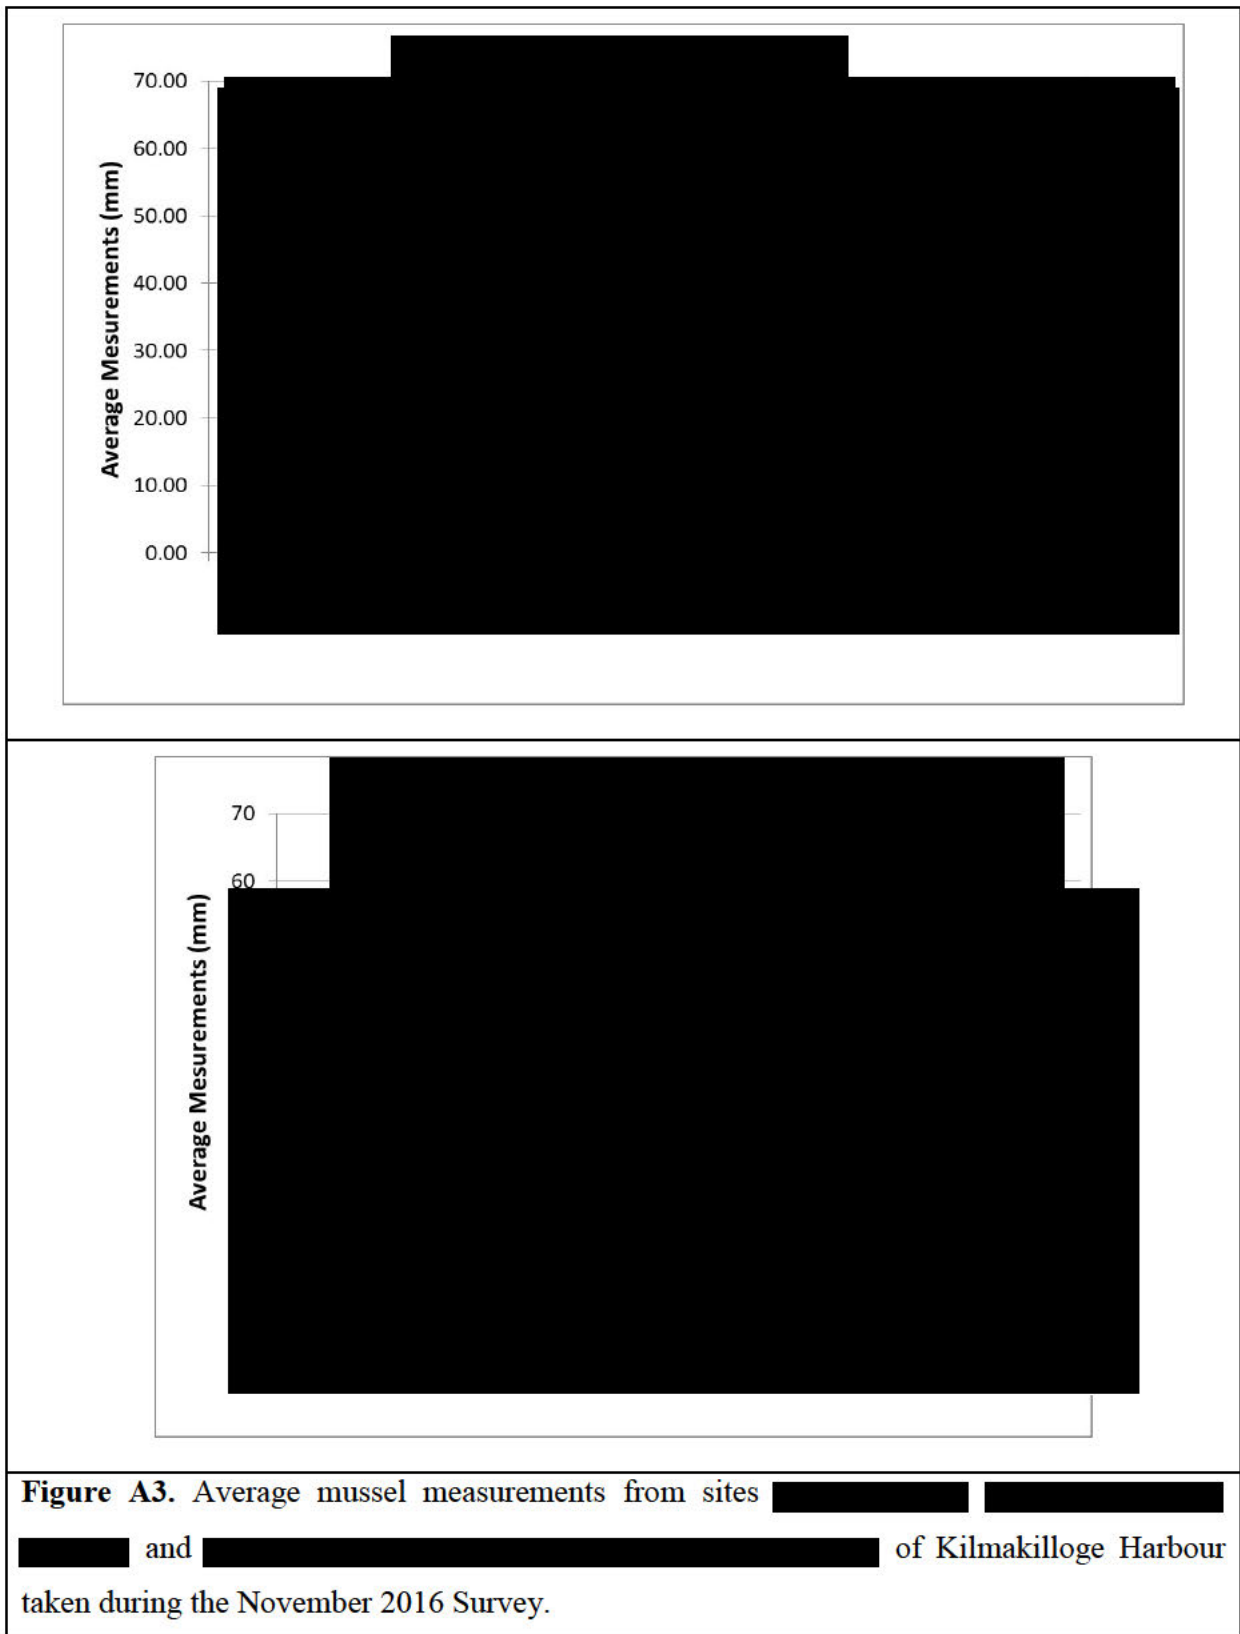 Average Mesurements (mm)
70.00
60.00
50.00
40.00
30.00
20.00
10.00
0.00
Average Mesurements (mm)
70
60
Figure A3. Average mussel measurements from sites
and of Kilmakilloge Harbour
taken during the November 2016 Survey.